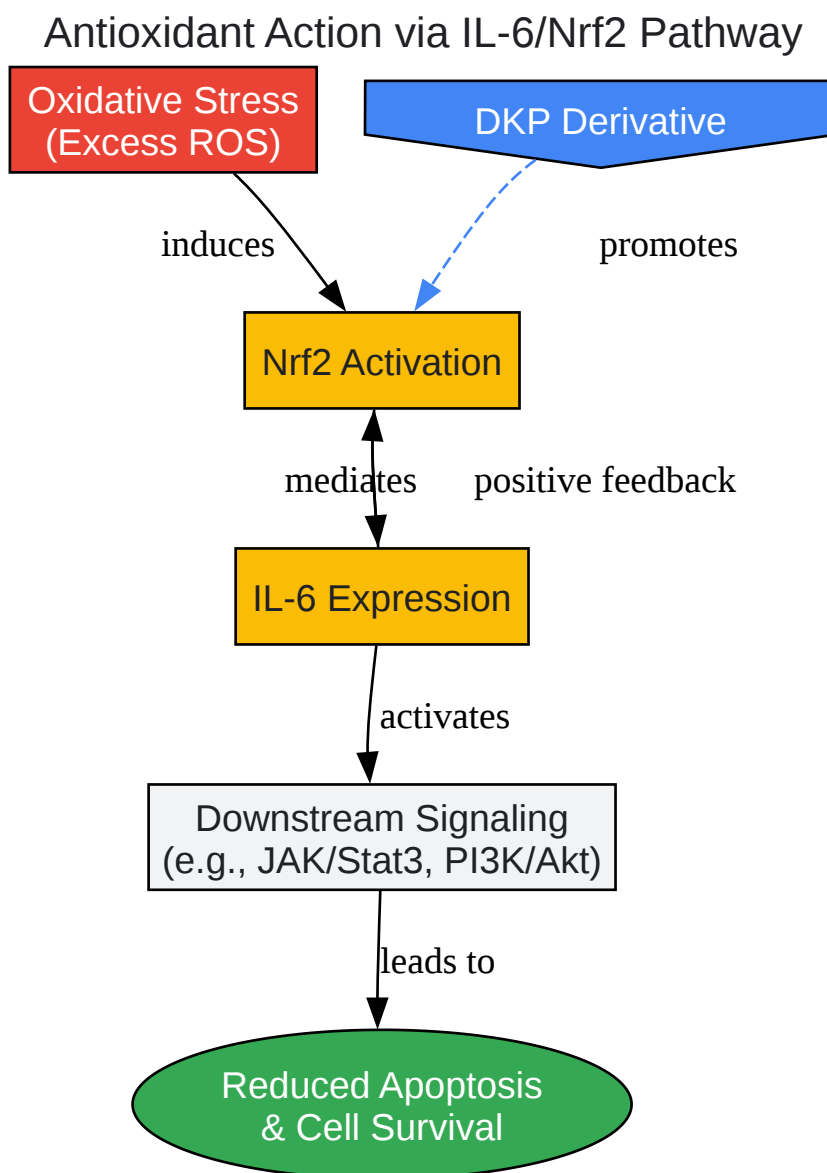 Antioxidant Action via IL-6/Nrf2 Pathway
Oxidative Stress
(Excess ROS)
DKP Derivative
induces
promotes
Nrf2 Activation
mediates
positive feedback
IL-6 Expression
activates
Downstream Signaling
(e.g., JAK/Stat3, PI3K/Akt)
leads to
Reduced Apoptosis
& Cell Survival